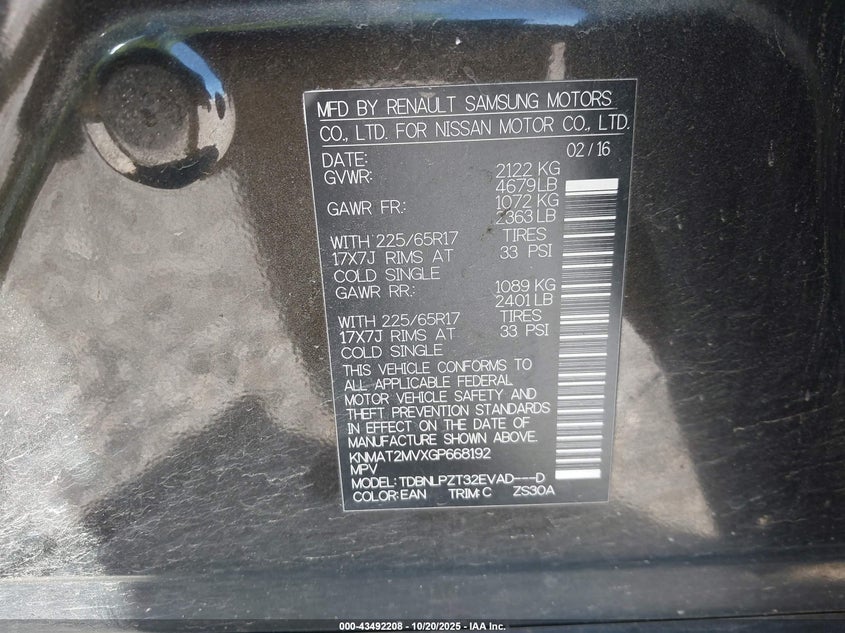 MFD BY RENAULT SAMSUNG MOTORS
CO., LTD. FOR NISSAN MOTOR CO., LTD.
DATE: 02/16
GVWR: 2122 KG
4679LB
GAWR FR.: 1072 KG
2363LB
WITH 225/65R17 TIRES
17X7J RIMS AT 33 PSI
COLD SINGLE
GAWR RR.: 1089 KG
2401LB
WITH 225/65R17 TIRES
17X7J RIMS AT 33 PSI
COLD SINGLE
THIS VEHICLE CONFORMS TO
ALL APPLICABLE FEDERAL
MOTOR VEHICLE SAFETY AND
THEFT PREVENTION STANDARDS
IN EFFECT ON THE DATE OF
MANUFACTURE SHOWN ABOVE.
KNMAT2MVXGP668192
MPV
MODEL:TDBNLPZT32EVAD---D
COLOR:EAN TRIM:C ZS30A
000-43492208 - 10/20/2025 - IAA Inc.